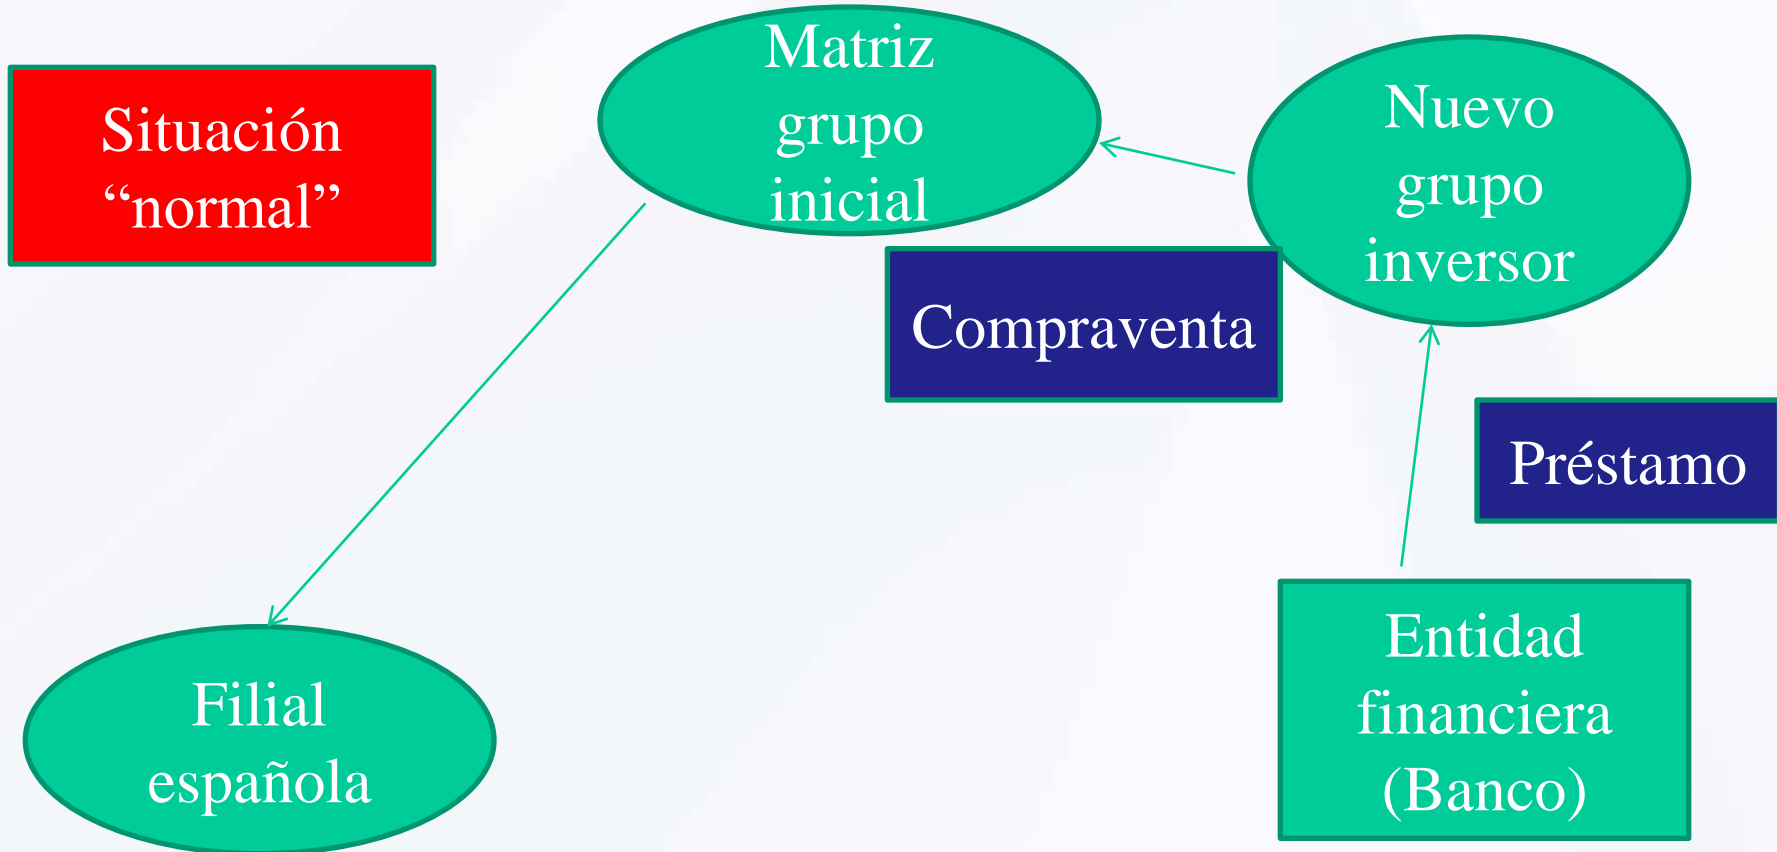 Situación
“normal”
Matriz
grupo
inicial
Nuevo
grupo
inversor
Compraventa
Préstamo
Filial
española
Entidad
financiera
(Banco)